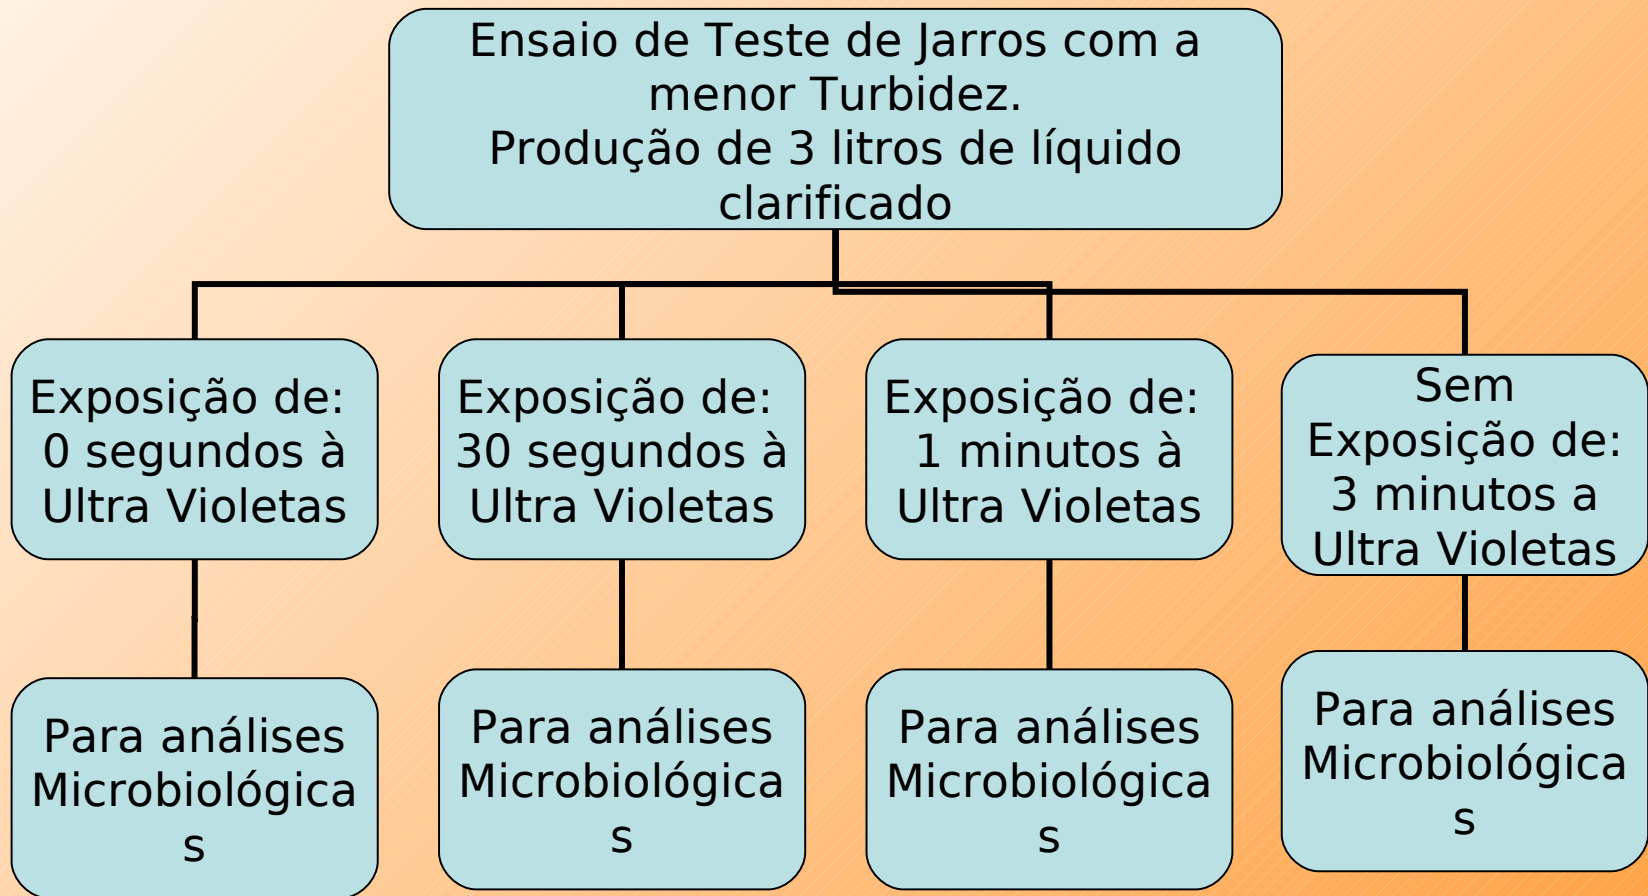 Ensaio de Teste de Jarros com a
menor Turbidez.
Produção de 3 litros de líquido
clarificado
Exposição de:
0 segundos à
Ultra Violetas
Exposição de:
30 segundos à
Ultra Violetas
Exposição de:
1 minutos à
Ultra Violetas
Sem
Exposição de:
3 minutos a
Ultra Violetas
Para análises
Microbiológica
s
Para análises
Microbiológica
s
Para análises
Microbiológica
s
Para análises
Microbiológica
s